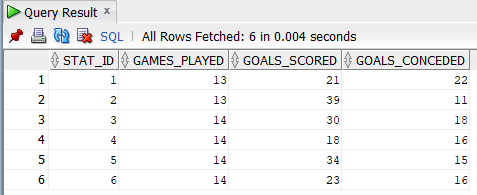 Query Result ×
SQL | All Rows Fetched: 6 in 0.004 seconds
STAT_ID GAMES_PLAYED GOALS_SCORED GOALS_CONCEDED
1 1 13 21 22
2 2 13 39 11
3 3 14 30 18
4 4 14 18 16
5 5 14 34 15
6 6 14 23 16